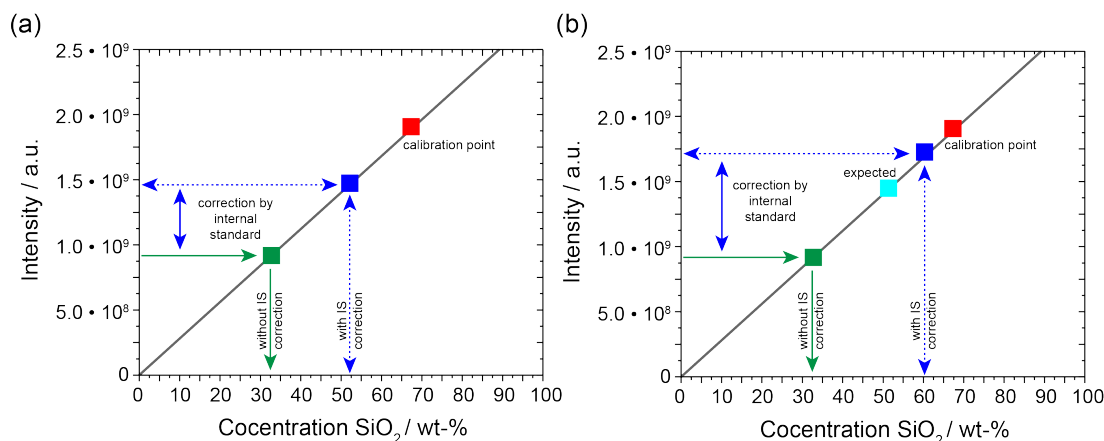 (a)
2.5 • 10⁹
2.0 • 10⁹
1.5 • 10⁹
1.0 • 10⁹
5.0 • 10⁸
0
Intensity / a.u.
calibration point
correction by
internal
standard
without IS
correction
with IS
correction
0 10 20 30 40 50 60 70 80 90 100
Cocentration SiO₂ / wt-%
(b)
2.5 • 10⁹
2.0 • 10⁹
1.5 • 10⁹
1.0 • 10⁹
5.0 • 10⁸
0
Intensity / a.u.
calibration point
expected
correction by
internal
standard
without IS
correction
with IS
correction
0 10 20 30 40 50 60 70 80 90 100
Cocentration SiO₂ / wt-%